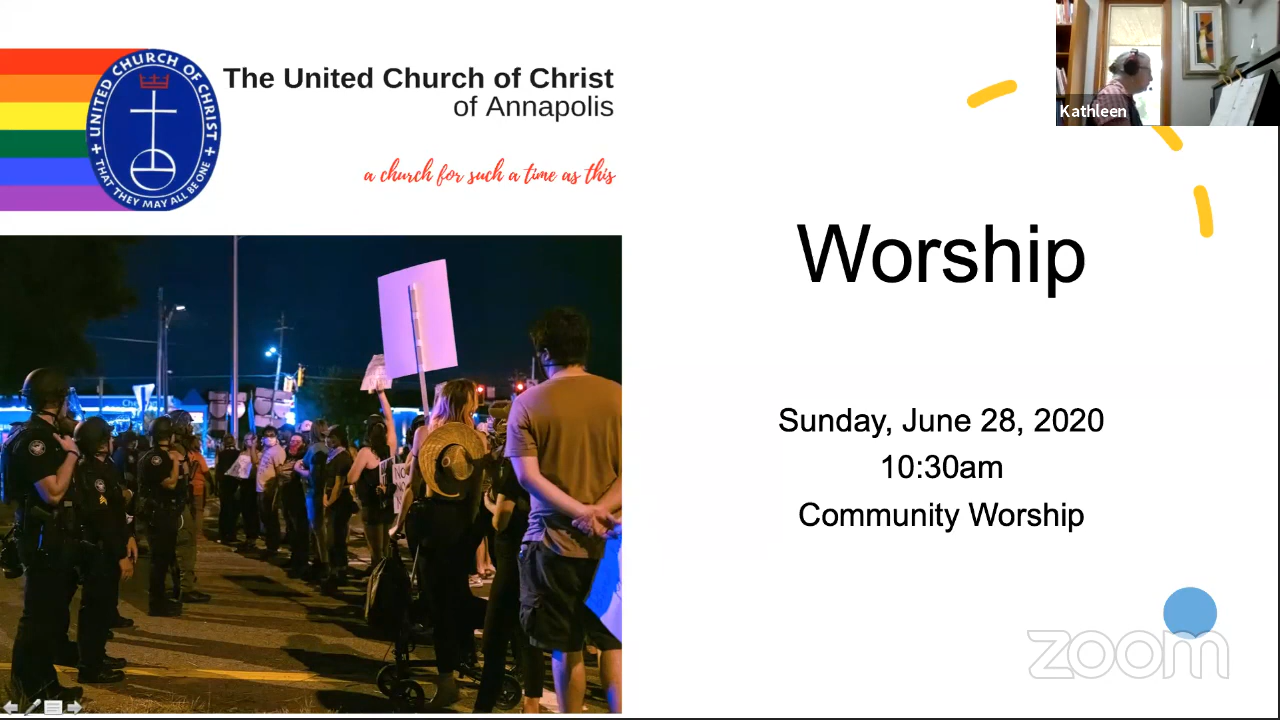 UNITED CHURCH OF CHRIST
THAT THEY MAY ALL BE ONE
The United Church of Christ
of Annapolis
a church for such a time as this
Kathleen
Worship
Sunday, June 28, 2020
10:30am
Community Worship
NO
zoom